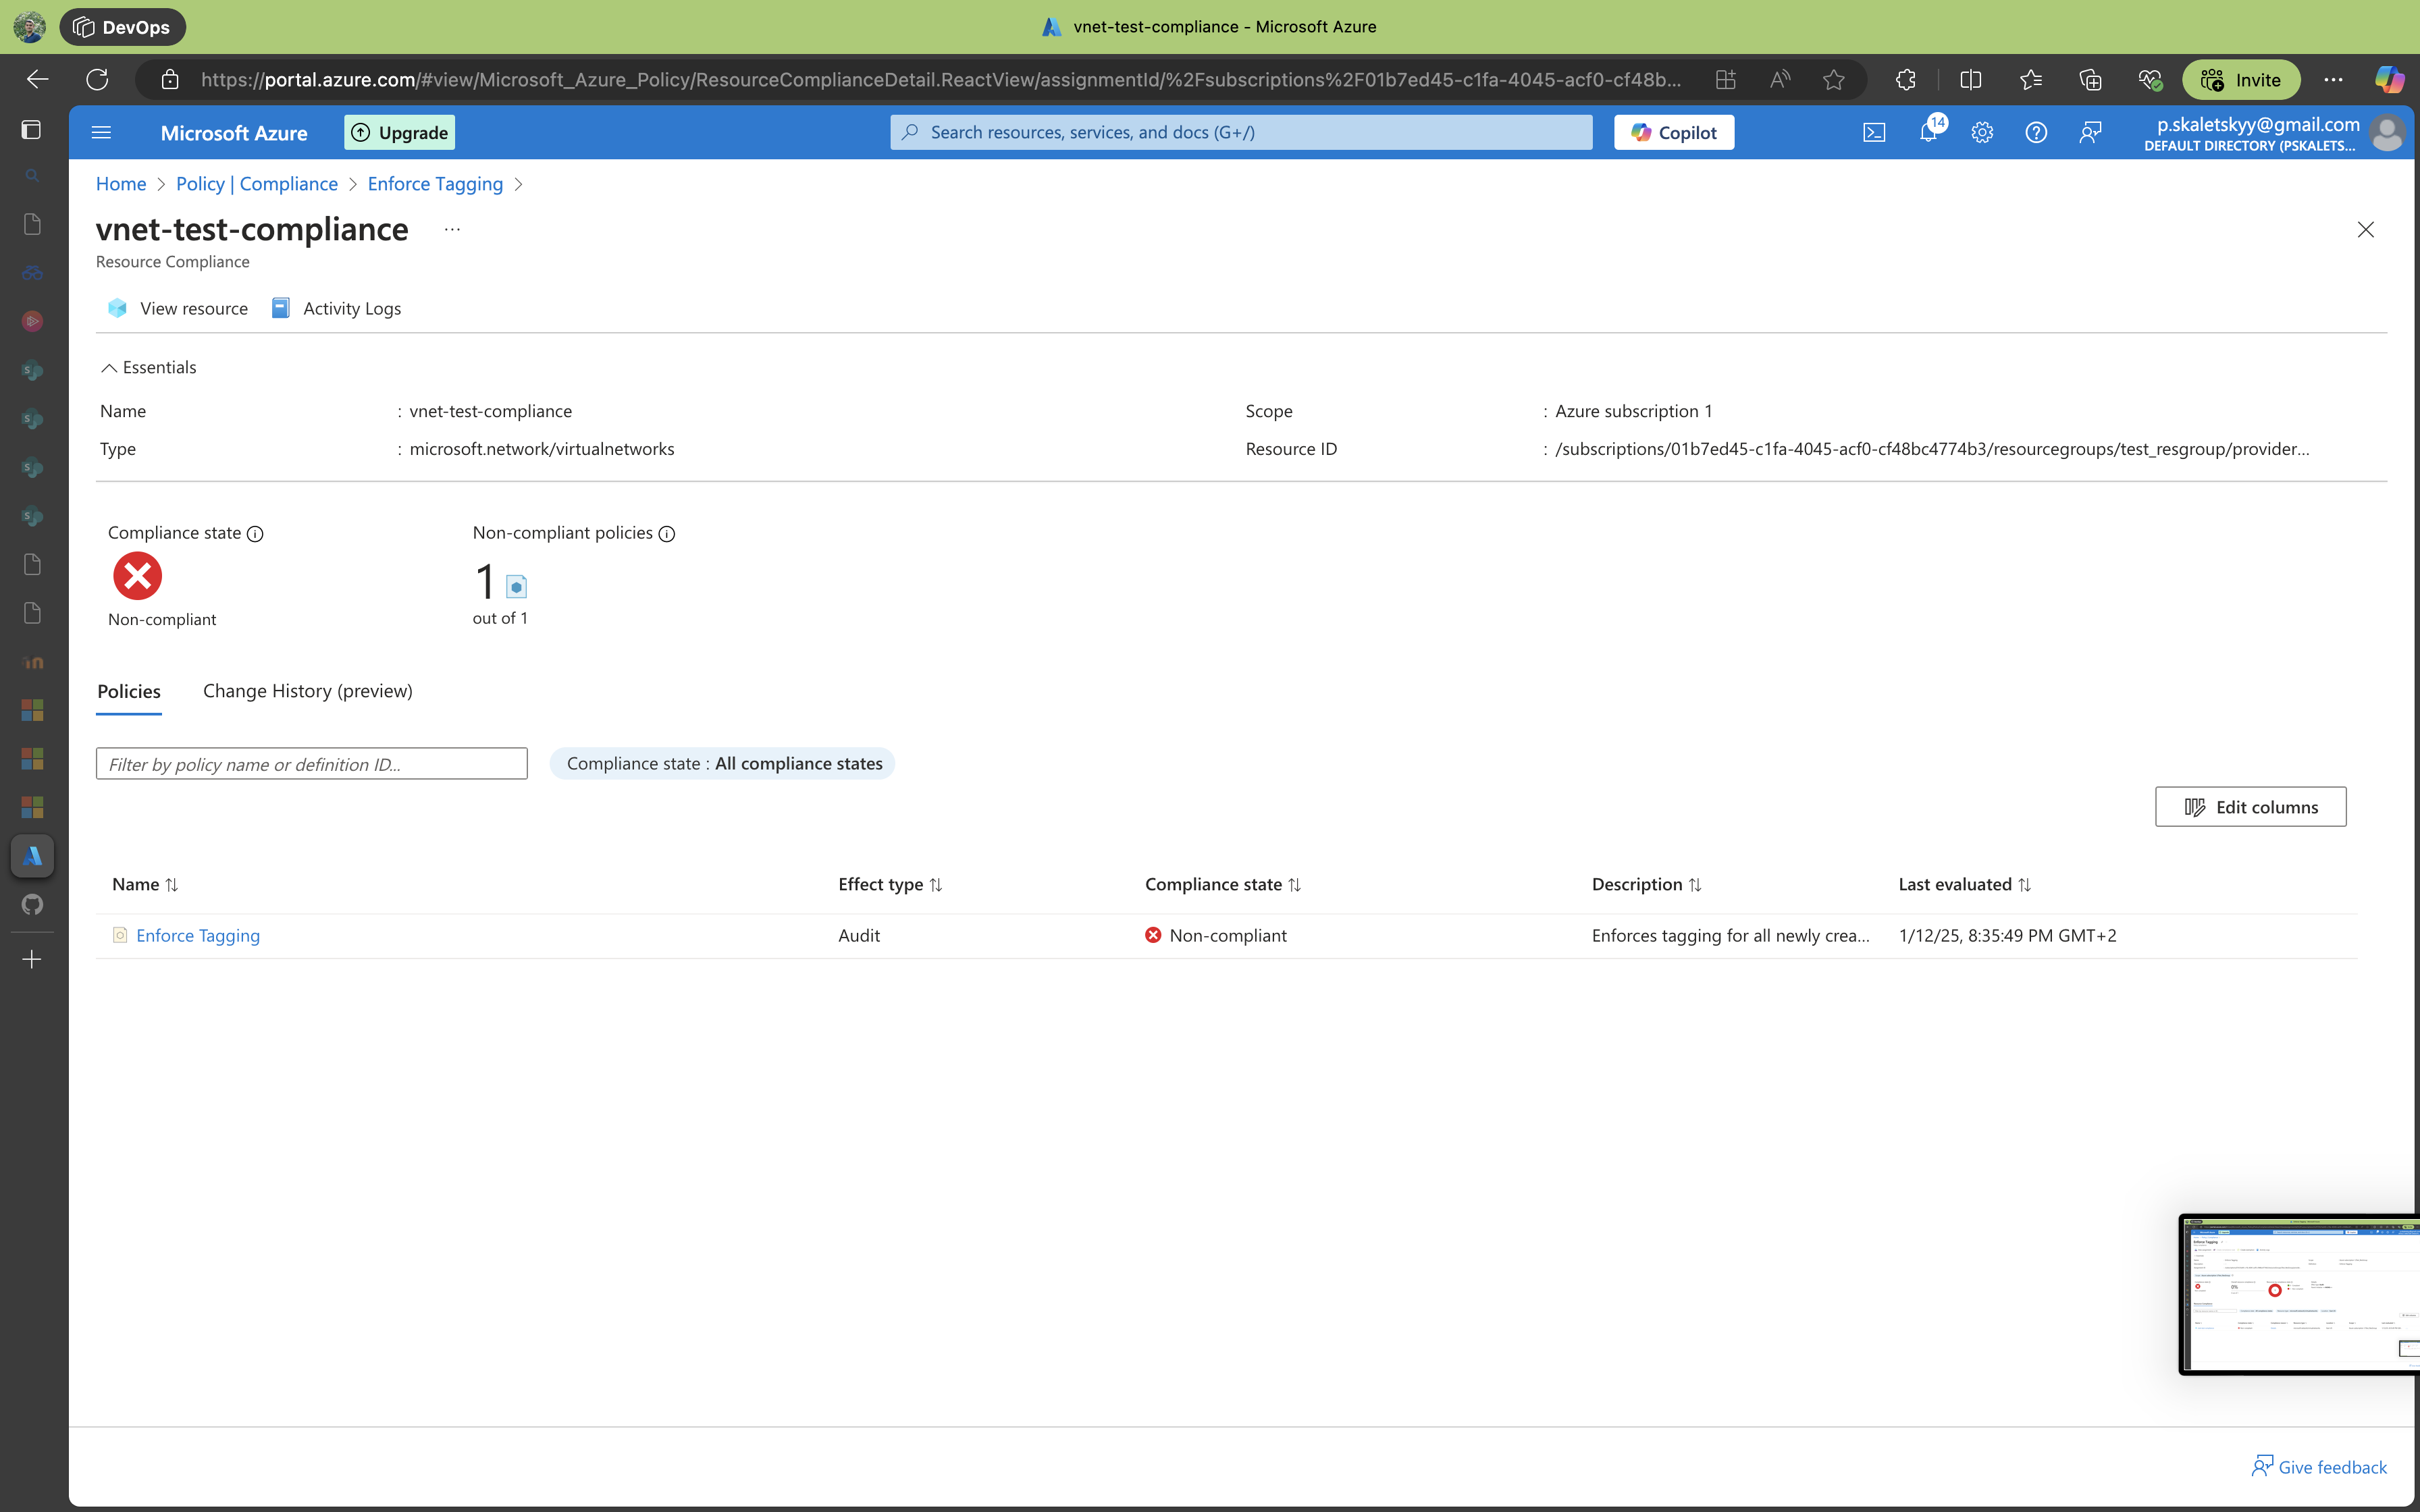 DevOps
vnet-test-compliance - Microsoft Azure
https://portal.azure.com/#view/Microsoft_Azure_Policy/ResourceComplianceDetail.ReactView/assignmentId/%2Fsubscriptions%2F01b7ed45-c1fa-4045-acf0-cf48b...
Invite
Microsoft Azure
Upgrade
Search resources, services, and docs (G+/)
Copilot
14
p.skaletskyy@gmail.com
DEFAULT DIRECTORY (PSKALETS...
Home > Policy | Compliance > Enforce Tagging >
vnet-test-compliance ...
Resource Compliance
View resource
Activity Logs
Essentials
Name : vnet-test-compliance
Scope : Azure subscription 1
Type : microsoft.network/virtualnetworks
Resource ID : /subscriptions/01b7ed45-c1fa-4045-acf0-cf48bc4774b3/resourcegroups/test_resgroup/provider...
Compliance state
Non-compliant
Non-compliant policies
1
out of 1
Policies
Change History (preview)
Filter by policy name or definition ID...
Compliance state : All compliance states
Edit columns
Name Effect type Compliance state Description Last evaluated
Enforce Tagging Audit Non-compliant Enforces tagging for all newly crea... 1/12/25, 8:35:49 PM GMT+2
Give feedback